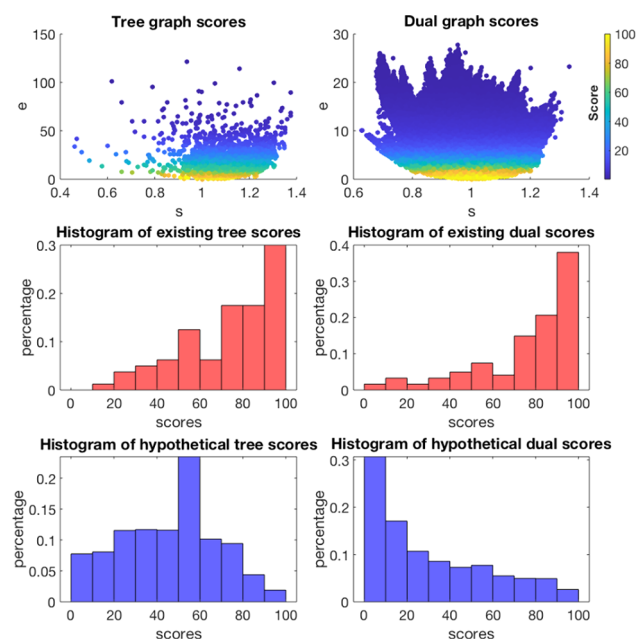 Tree graph scores
150
100
50
0
e
0.4 0.6 0.8 1 1.2 1.4
s
Dual graph scores
30
20
10
0
e
0.6 0.8 1 1.2 1.4
s
100
80
60
40
20
Score
Histogram of existing tree scores
0.3
0.2
0.1
0
percentage
0 20 40 60 80 100
scores
Histogram of existing dual scores
0.4
0.3
0.2
0.1
0
percentage
0 20 40 60 80 100
scores
Histogram of hypothetical tree scores
0.2
0.15
0.1
0.05
0
percentage
0 20 40 60 80 100
scores
Histogram of hypothetical dual scores
0.3
0.2
0.1
0
percentage
0 20 40 60 80 100
scores